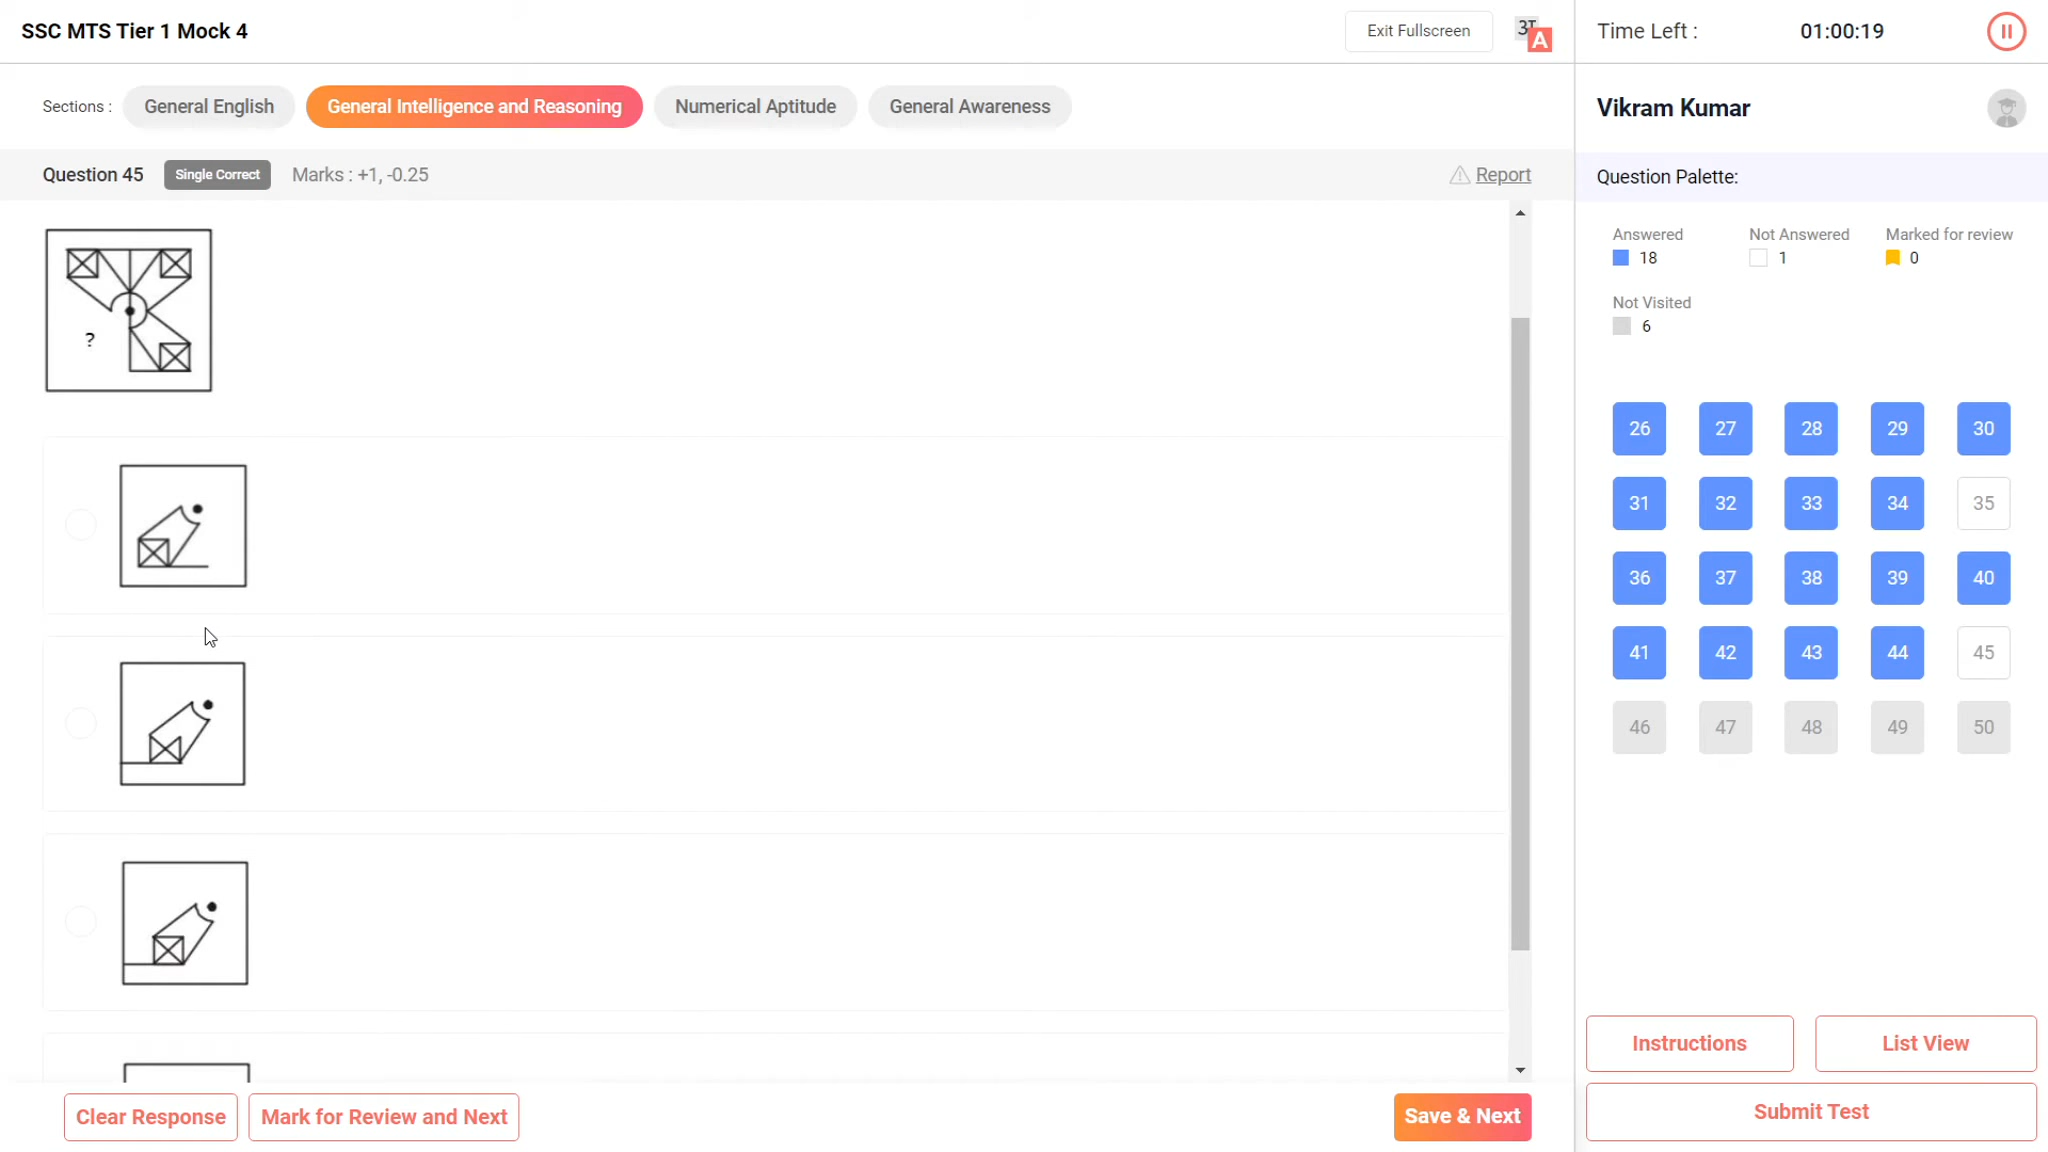 SSC MTS Tier 1 Mock 4
Exit Fullscreen
A
Time Left :
01:00:19
Sections :
General English
General Intelligence and Reasoning
Numerical Aptitude
General Awareness
Vikram Kumar
Question 45
Single Correct
Marks : +1, -0.25
Report
Question Palette:
Answered
18
Not Answered
1
Marked for review
0
Not Visited
6
?
26 27 28 29 30
31 32 33 34 35
36 37 38 39 40
41 42 43 44 45
46 47 48 49 50
Instructions
List View
Clear Response
Mark for Review and Next
Save & Next
Submit Test